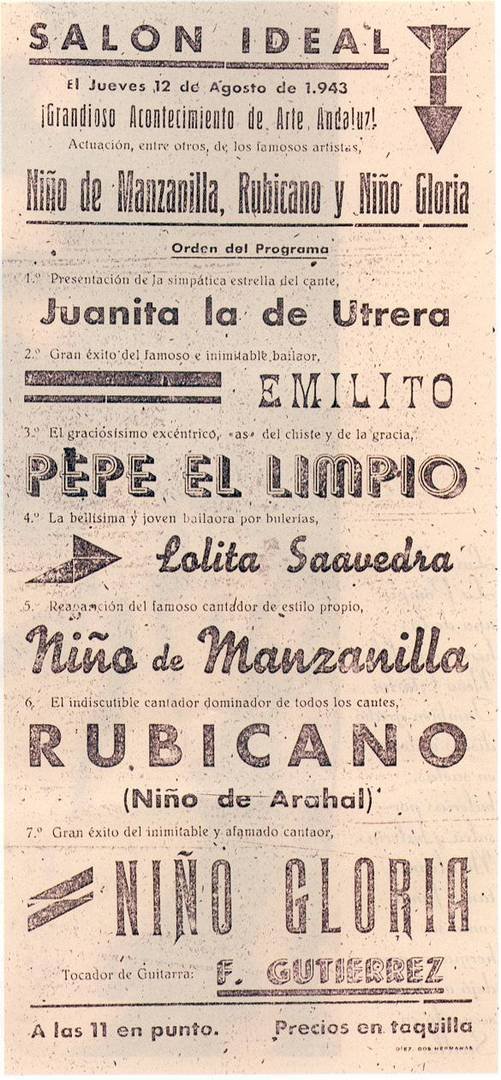 SALON IDEAL
El Jueves 12 de Agosto de 1.943
¡Grandioso Acontecimiento de Arte Andaluz!
Actuación, entre otros, de los famosos artistas,
Niño de Manzanilla, Rubicano y Niño Gloria
Orden del Programa
1.º Presentación de la simpática estrella del cante,
Juanita la de Utrera
2.º Gran éxito del famoso e inimitable bailaor,
EMILITO
3.º El graciosísimo excéntrico, «as» del chiste y de la gracia,
PEPE EL LIMPIO
4.º La bellísima y joven bailaora por bulerías,
Lolita Saavedra
5. Reaparición del famoso cantador de estilo propio,
Niño de Manzanilla
6. El indiscutible cantador dominador de todos los cantes,
RUBICANO
(Niño de Arahal)
7.º Gran éxito del inimitable y afamado cantaor,
NIÑO GLORIA
Tocador de Guitarra: F. GUTIERREZ
A las 11 en punto. Precios en taquilla
DIEZ. DOS HERMANAS